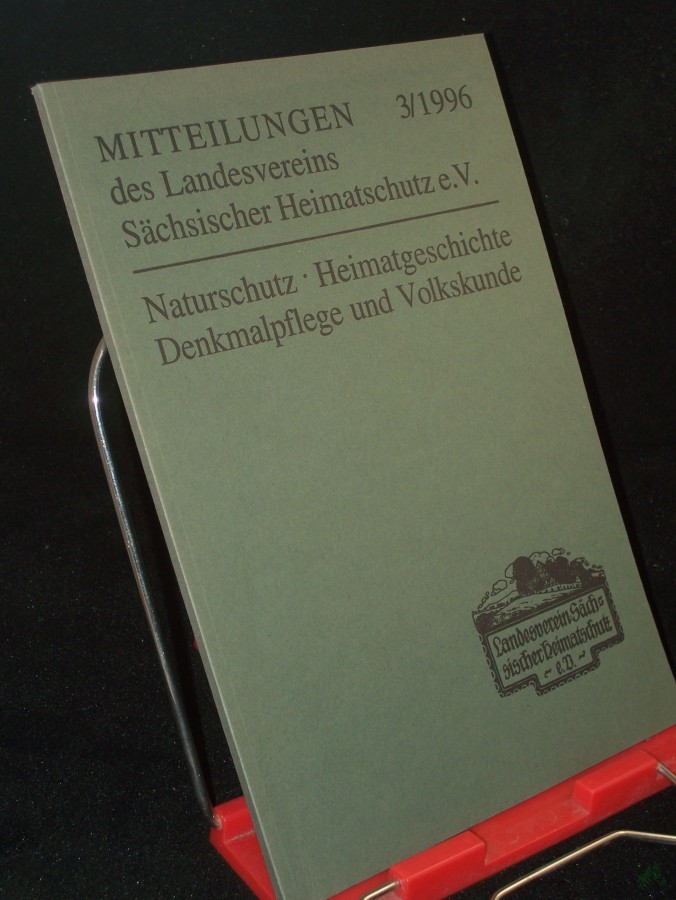 MITTEILUNGEN 3/1996
des Landesvereins
Sächsischer Heimatschutz e.V.
Naturschutz · Heimatgeschichte
Denkmalpflege und Volkskunde
Landesverein Säch=
sischer Heimatschutz
~ e.V. ~